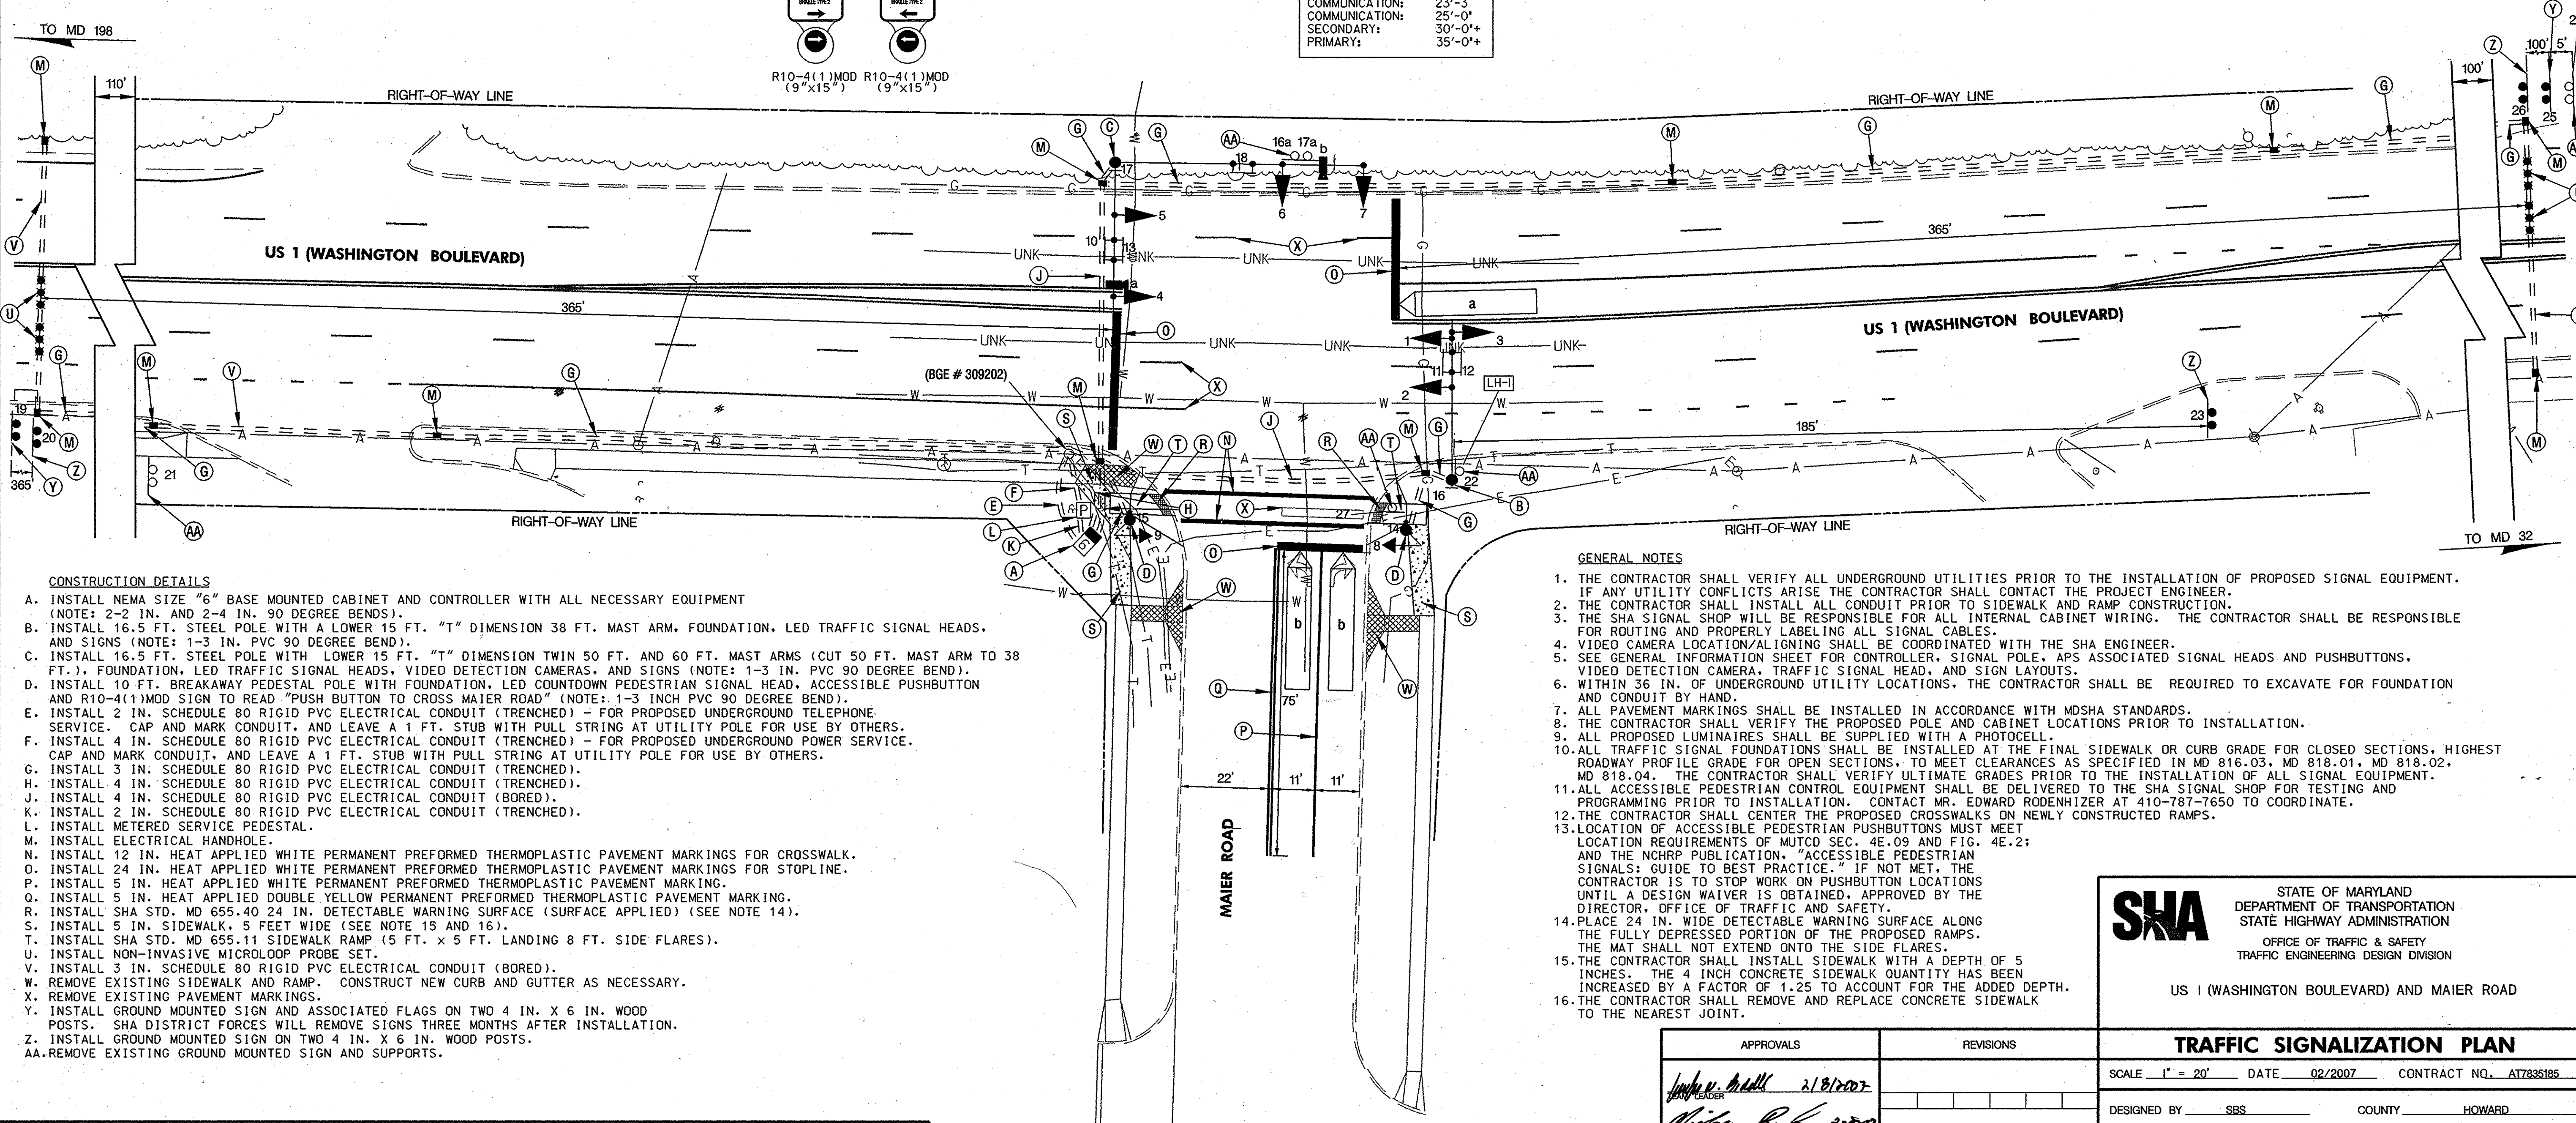 BRAILLE TYPE 2
BRAILLE TYPE 2
R10-4(1)MOD
(9"x15")
R10-4(1)MOD
(9"x15")
COMMUNICATION: 23'-3
COMMUNICATION: 25'-0"
SECONDARY: 30'-0"+
PRIMARY: 35'-0"+
TO MD 198
110'
RIGHT-OF-WAY LINE
RIGHT-OF-WAY LINE
100'
100' 5'
US 1 (WASHINGTON BOULEVARD)
US 1 (WASHINGTON BOULEVARD)
365'
365'
(BGE # 309202)
LH-1
185'
365
RIGHT-OF-WAY LINE
RIGHT-OF-WAY LINE
TO MD 32
75'
22' 11' 11'
MAIER ROAD
CONSTRUCTION DETAILS
A. INSTALL NEMA SIZE "6" BASE MOUNTED CABINET AND CONTROLLER WITH ALL NECESSARY EQUIPMENT
(NOTE: 2-2 IN. AND 2-4 IN. 90 DEGREE BENDS).
B. INSTALL 16.5 FT. STEEL POLE WITH A LOWER 15 FT. "T" DIMENSION 38 FT. MAST ARM, FOUNDATION, LED TRAFFIC SIGNAL HEADS,
AND SIGNS (NOTE: 1-3 IN. PVC 90 DEGREE BEND).
C. INSTALL 16.5 FT. STEEL POLE WITH LOWER 15 FT. "T" DIMENSION TWIN 50 FT. AND 60 FT. MAST ARMS (CUT 50 FT. MAST ARM TO 38
FT.), FOUNDATION, LED TRAFFIC SIGNAL HEADS, VIDEO DETECTION CAMERAS, AND SIGNS (NOTE: 1-3 IN. PVC 90 DEGREE BEND).
D. INSTALL 10 FT. BREAKAWAY PEDESTAL POLE WITH FOUNDATION, LED COUNTDOWN PEDESTRIAN SIGNAL HEAD, ACCESSIBLE PUSHBUTTON
AND R10-4(1)MOD SIGN TO READ "PUSH BUTTON TO CROSS MAIER ROAD" (NOTE: 1-3 INCH PVC 90 DEGREE BEND).
E. INSTALL 2 IN. SCHEDULE 80 RIGID PVC ELECTRICAL CONDUIT (TRENCHED) - FOR PROPOSED UNDERGROUND TELEPHONE
SERVICE. CAP AND MARK CONDUIT, AND LEAVE A 1 FT. STUB WITH PULL STRING AT UTILITY POLE FOR USE BY OTHERS.
F. INSTALL 4 IN. SCHEDULE 80 RIGID PVC ELECTRICAL CONDUIT (TRENCHED) - FOR PROPOSED UNDERGROUND POWER SERVICE.
CAP AND MARK CONDUIT, AND LEAVE A 1 FT. STUB WITH PULL STRING AT UTILITY POLE FOR USE BY OTHERS.
G. INSTALL 3 IN. SCHEDULE 80 RIGID PVC ELECTRICAL CONDUIT (TRENCHED).
H. INSTALL 4 IN. SCHEDULE 80 RIGID PVC ELECTRICAL CONDUIT (TRENCHED).
J. INSTALL 4 IN. SCHEDULE 80 RIGID PVC ELECTRICAL CONDUIT (BORED).
K. INSTALL 2 IN. SCHEDULE 80 RIGID PVC ELECTRICAL CONDUIT (TRENCHED).
L. INSTALL METERED SERVICE PEDESTAL.
M. INSTALL ELECTRICAL HANDHOLE.
N. INSTALL 12 IN. HEAT APPLIED WHITE PERMANENT PREFORMED THERMOPLASTIC PAVEMENT MARKINGS FOR CROSSWALK.
O. INSTALL 24 IN. HEAT APPLIED WHITE PERMANENT PREFORMED THERMOPLASTIC PAVEMENT MARKINGS FOR STOPLINE.
P. INSTALL 5 IN. HEAT APPLIED WHITE PERMANENT PREFORMED THERMOPLASTIC PAVEMENT MARKING.
Q. INSTALL 5 IN. HEAT APPLIED DOUBLE YELLOW PERMANENT PREFORMED THERMOPLASTIC PAVEMENT MARKING.
R. INSTALL SHA STD. MD 655.40 24 IN. DETECTABLE WARNING SURFACE (SURFACE APPLIED) (SEE NOTE 14).
S. INSTALL 5 IN. SIDEWALK, 5 FEET WIDE (SEE NOTE 15 AND 16).
T. INSTALL SHA STD. MD 655.11 SIDEWALK RAMP (5 FT. x 5 FT. LANDING 8 FT. SIDE FLARES).
U. INSTALL NON-INVASIVE MICROLOOP PROBE SET.
V. INSTALL 3 IN. SCHEDULE 80 RIGID PVC ELECTRICAL CONDUIT (BORED).
W. REMOVE EXISTING SIDEWALK AND RAMP. CONSTRUCT NEW CURB AND GUTTER AS NECESSARY.
X. REMOVE EXISTING PAVEMENT MARKINGS.
Y. INSTALL GROUND MOUNTED SIGN AND ASSOCIATED FLAGS ON TWO 4 IN. X 6 IN. WOOD
POSTS. SHA DISTRICT FORCES WILL REMOVE SIGNS THREE MONTHS AFTER INSTALLATION.
Z. INSTALL GROUND MOUNTED SIGN ON TWO 4 IN. X 6 IN. WOOD POSTS.
AA. REMOVE EXISTING GROUND MOUNTED SIGN AND SUPPORTS.
GENERAL NOTES
1. THE CONTRACTOR SHALL VERIFY ALL UNDERGROUND UTILITIES PRIOR TO THE INSTALLATION OF PROPOSED SIGNAL EQUIPMENT.
IF ANY UTILITY CONFLICTS ARISE THE CONTRACTOR SHALL CONTACT THE PROJECT ENGINEER.
2. THE CONTRACTOR SHALL INSTALL ALL CONDUIT PRIOR TO SIDEWALK AND RAMP CONSTRUCTION.
3. THE SHA SIGNAL SHOP WILL BE RESPONSIBLE FOR ALL INTERNAL CABINET WIRING. THE CONTRACTOR SHALL BE RESPONSIBLE
FOR ROUTING AND PROPERLY LABELING ALL SIGNAL CABLES.
4. VIDEO CAMERA LOCATION/ALIGNING SHALL BE COORDINATED WITH THE SHA ENGINEER.
5. SEE GENERAL INFORMATION SHEET FOR CONTROLLER, SIGNAL POLE, APS ASSOCIATED SIGNAL HEADS AND PUSHBUTTONS,
VIDEO DETECTION CAMERA, TRAFFIC SIGNAL HEAD, AND SIGN LAYOUTS.
6. WITHIN 36 IN. OF UNDERGROUND UTILITY LOCATIONS, THE CONTRACTOR SHALL BE REQUIRED TO EXCAVATE FOR FOUNDATION
AND CONDUIT BY HAND.
7. ALL PAVEMENT MARKINGS SHALL BE INSTALLED IN ACCORDANCE WITH MDSHA STANDARDS.
8. THE CONTRACTOR SHALL VERIFY THE PROPOSED POLE AND CABINET LOCATIONS PRIOR TO INSTALLATION.
9. ALL PROPOSED LUMINAIRES SHALL BE SUPPLIED WITH A PHOTOCELL.
10. ALL TRAFFIC SIGNAL FOUNDATIONS SHALL BE INSTALLED AT THE FINAL SIDEWALK OR CURB GRADE FOR CLOSED SECTIONS, HIGHEST
ROADWAY PROFILE GRADE FOR OPEN SECTIONS, TO MEET CLEARANCES AS SPECIFIED IN MD 816.03, MD 818.01, MD 818.02,
MD 818.04. THE CONTRACTOR SHALL VERIFY ULTIMATE GRADES PRIOR TO THE INSTALLATION OF ALL SIGNAL EQUIPMENT.
11. ALL ACCESSIBLE PEDESTRIAN CONTROL EQUIPMENT SHALL BE DELIVERED TO THE SHA SIGNAL SHOP FOR TESTING AND
PROGRAMMING PRIOR TO INSTALLATION. CONTACT MR. EDWARD RODENHIZER AT 410-787-7650 TO COORDINATE.
12. THE CONTRACTOR SHALL CENTER THE PROPOSED CROSSWALKS ON NEWLY CONSTRUCTED RAMPS.
13. LOCATION OF ACCESSIBLE PEDESTRIAN PUSHBUTTONS MUST MEET
LOCATION REQUIREMENTS OF MUTCD SEC. 4E.09 AND FIG. 4E.2;
AND THE NCHRP PUBLICATION, "ACCESSIBLE PEDESTRIAN
SIGNALS: GUIDE TO BEST PRACTICE." IF NOT MET, THE
CONTRACTOR IS TO STOP WORK ON PUSHBUTTON LOCATIONS
UNTIL A DESIGN WAIVER IS OBTAINED, APPROVED BY THE
DIRECTOR, OFFICE OF TRAFFIC AND SAFETY.
14. PLACE 24 IN. WIDE DETECTABLE WARNING SURFACE ALONG
THE FULLY DEPRESSED PORTION OF THE PROPOSED RAMPS.
THE MAT SHALL NOT EXTEND ONTO THE SIDE FLARES.
15. THE CONTRACTOR SHALL INSTALL SIDEWALK WITH A DEPTH OF 5
INCHES. THE 4 INCH CONCRETE SIDEWALK QUANTITY HAS BEEN
INCREASED BY A FACTOR OF 1.25 TO ACCOUNT FOR THE ADDED DEPTH.
16. THE CONTRACTOR SHALL REMOVE AND REPLACE CONCRETE SIDEWALK
TO THE NEAREST JOINT.
SHA
STATE OF MARYLAND
DEPARTMENT OF TRANSPORTATION
STATE HIGHWAY ADMINISTRATION
OFFICE OF TRAFFIC & SAFETY
TRAFFIC ENGINEERING DESIGN DIVISION
US 1 (WASHINGTON BOULEVARD) AND MAIER ROAD
APPROVALS
REVISIONS
TRAFFIC SIGNALIZATION PLAN
2/8/2007
LEADER
SCALE 1" = 20' DATE 02/2007 CONTRACT NO. AT7835185
DESIGNED BY SBS COUNTY HOWARD